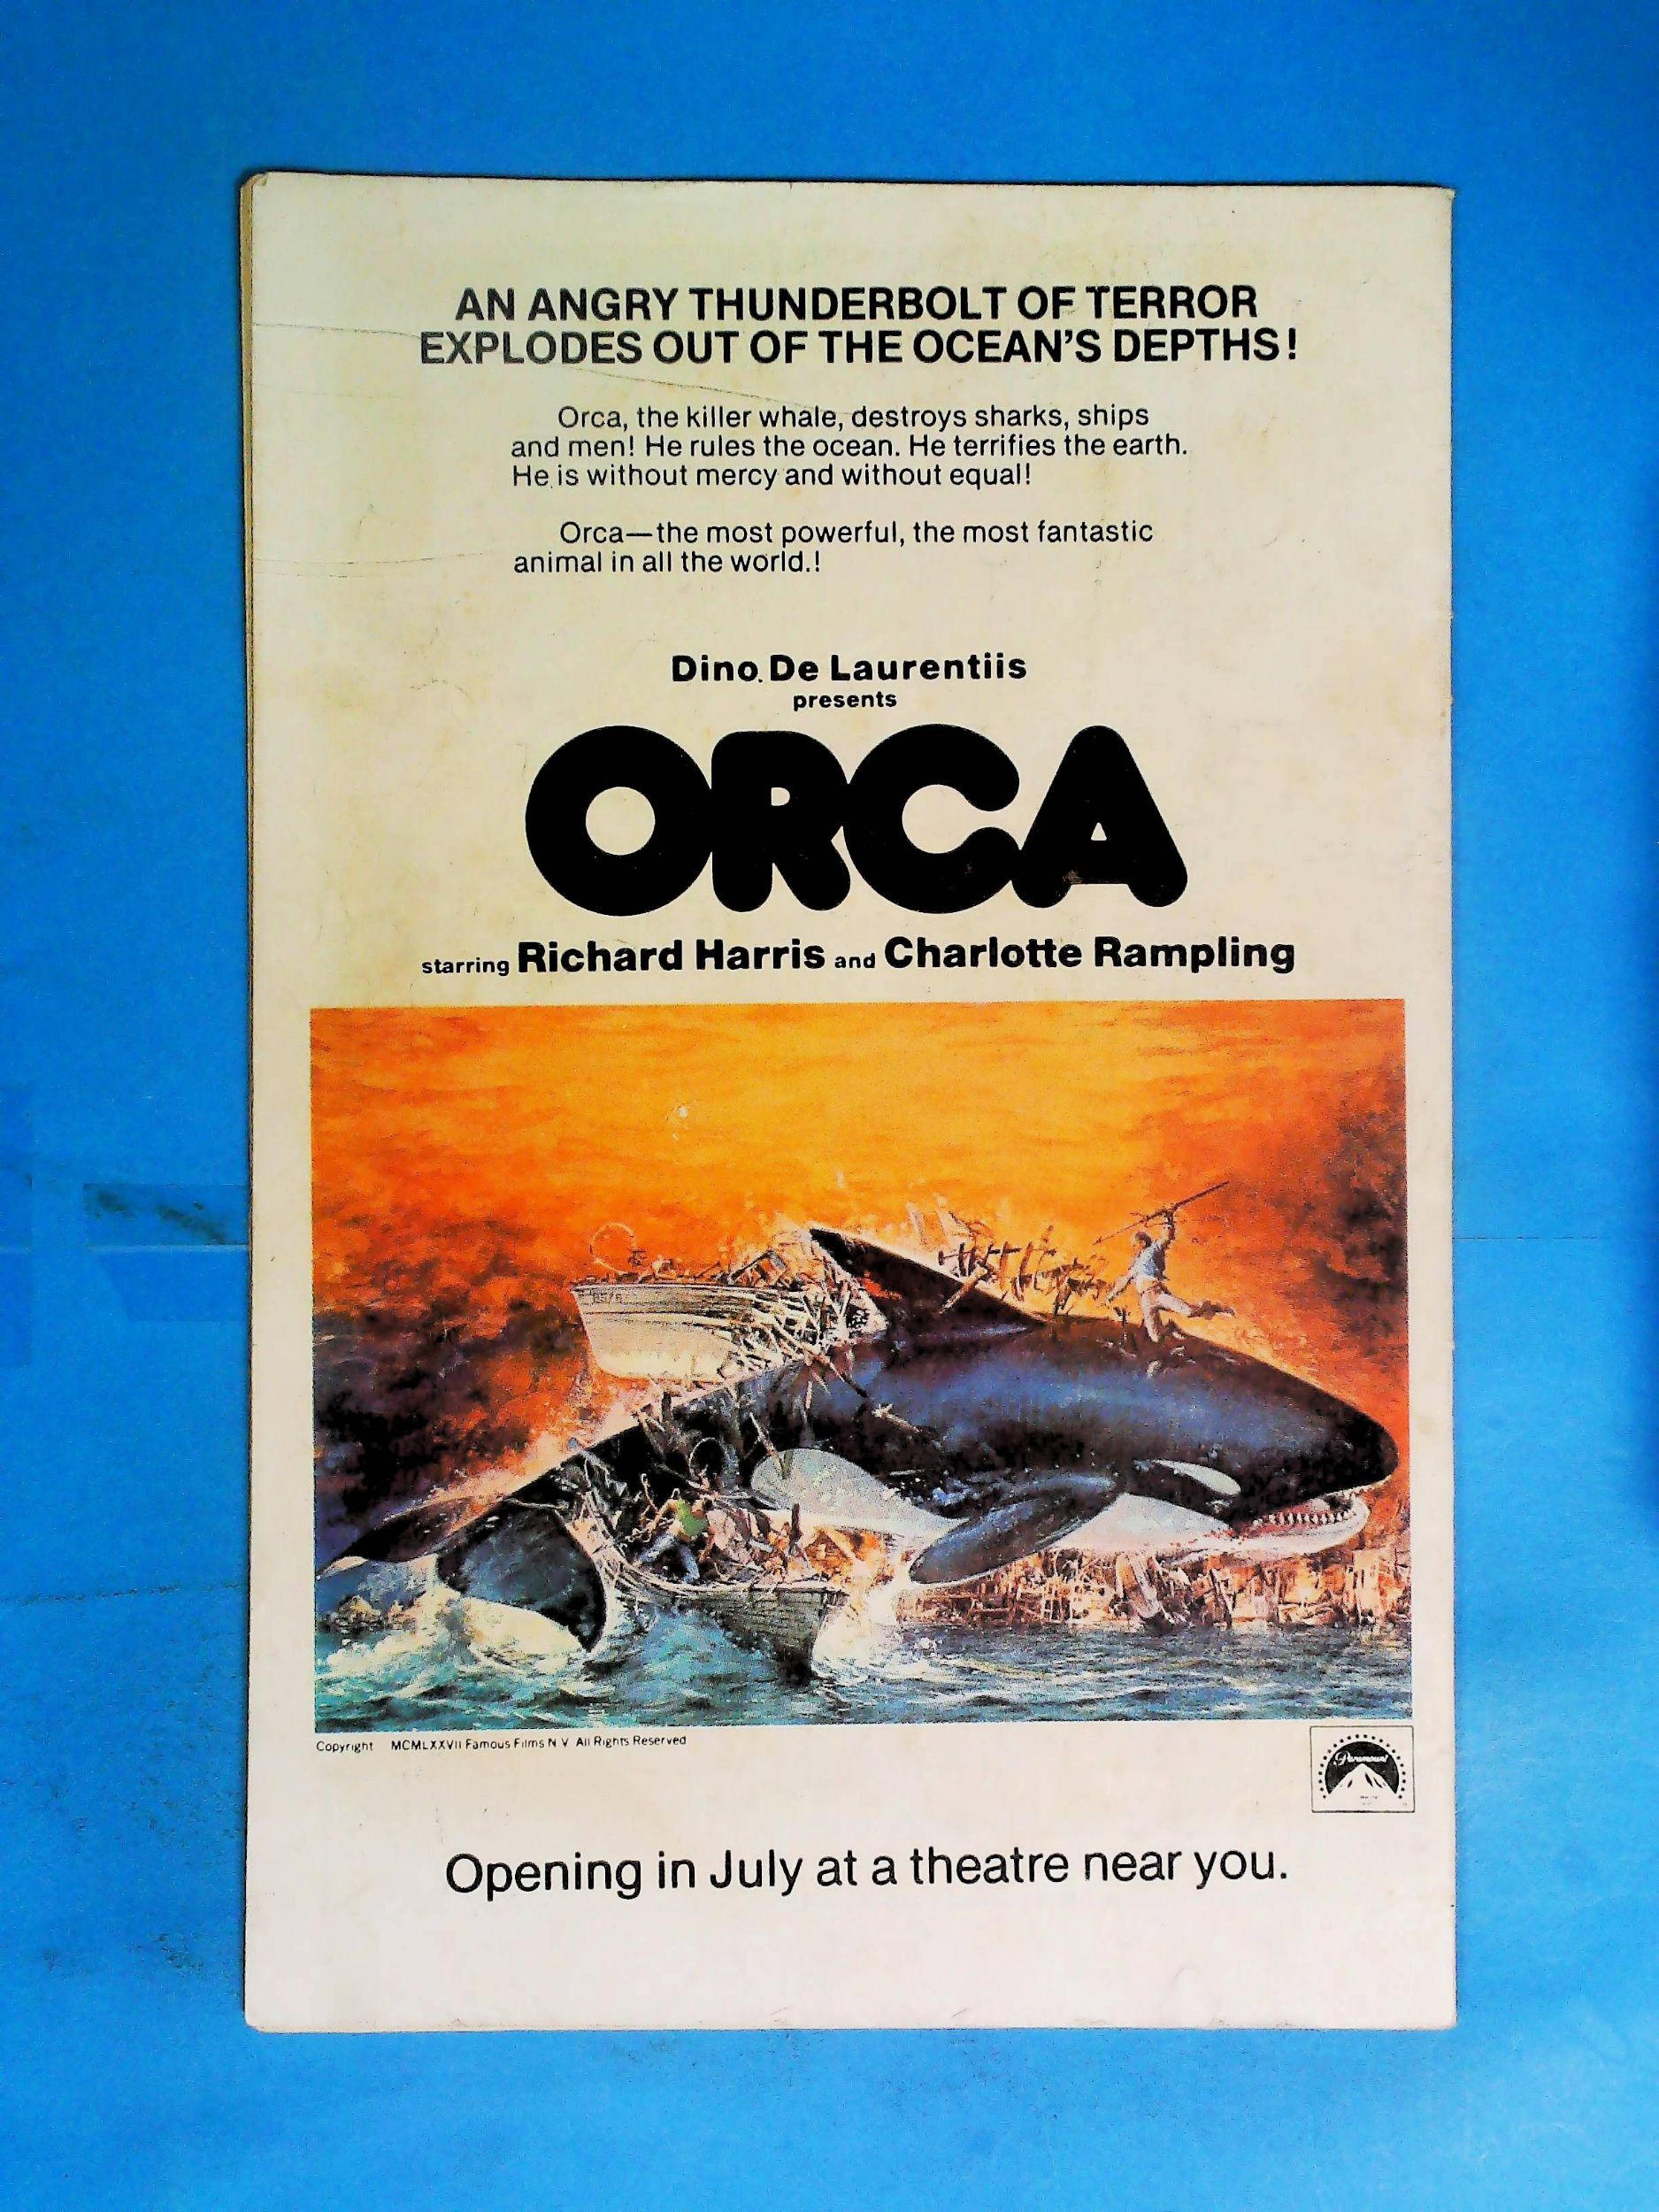 AN ANGRY THUNDERBOLT OF TERROR
EXPLODES OUT OF THE OCEAN'S DEPTHS!
Orca, the killer whale, destroys sharks, ships
and men! He rules the ocean. He terrifies the earth.
He is without mercy and without equal!
Orca—the most powerful, the most fantastic
animal in all the world.!
Dino De Laurentiis
presents
ORCA
starring Richard Harris and Charlotte Rampling
Copyright MCMLXXVII Famous Films N V All Rights Reserved
Paramount
Opening in July at a theatre near you.